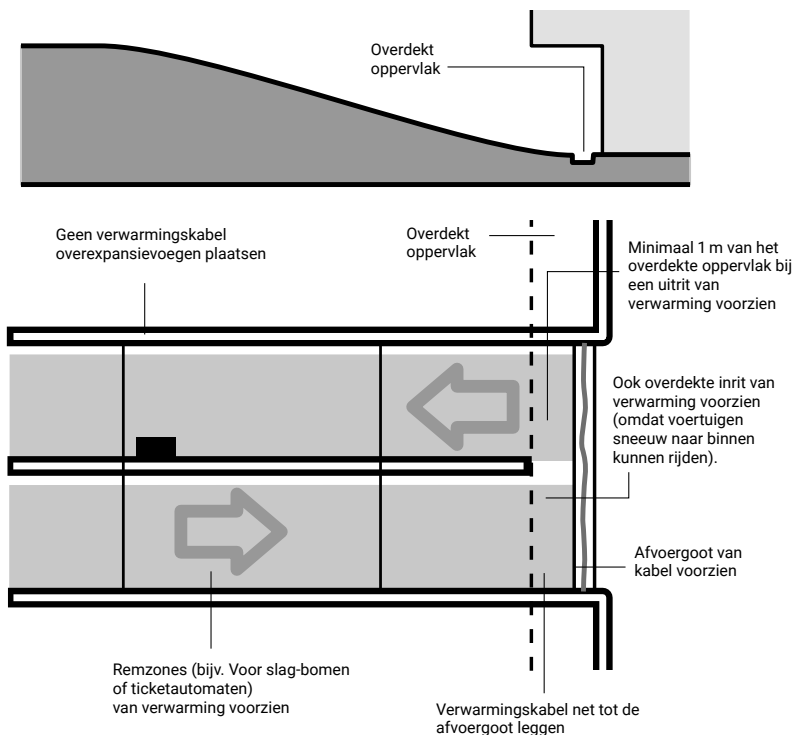 Overdekt
oppervlak
Geen verwarmingskabel
overexpansievoegen plaatsen
Overdekt
oppervlak
Minimaal 1 m van het
overdekte oppervlak bij
een uitrit van
verwarming voorzien
Ook overdekte inrit van
verwarming voorzien
(omdat voertuigen
sneeuw naar binnen
kunnen rijden).
Afvoergoot van
kabel voorzien
Remzones (bijv. Voor slag-bomen
of ticketautomaten)
van verwarming voorzien
Verwarmingskabel net tot de
afvoergoot leggen